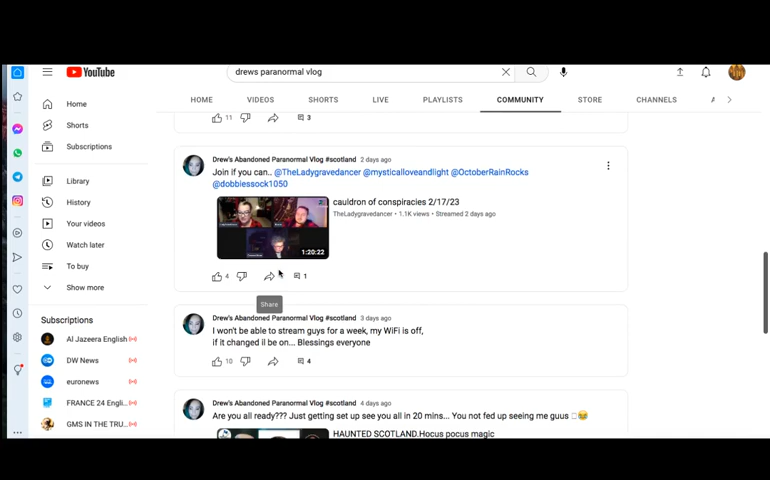 YouTube
drews paranormal vlog
HOME VIDEOS SHORTS LIVE PLAYLISTS COMMUNITY STORE CHANNELS A
Home
Shorts
Subscriptions
Library
History
Your videos
Watch later
To buy
Show more
Subscriptions
Al Jazeera English
DW News
euronews
FRANCE 24 Engli...
GMS IN THE TRU...
11 3
Drew's Abandoned Paranormal Vlog #scotland 2 days ago
Join if you can.. @TheLadygravedancer @mysticalloveandlight @OctoberRainRocks
@dobbiessock1050
cauldron of conspiracies 2/17/23
TheLadygravedancer • 1.1K views • Streamed 2 days ago
1:20:22
4 1
Share
Drew's Abandoned Paranormal Vlog #scotland 3 days ago
I won't be able to stream guys for a week, my WiFi is off,
if it changed il be on... Blessings everyone
10 4
Drew's Abandoned Paranormal Vlog #scotland 4 days ago
Are you all ready??? Just getting set up see you all in 20 mins... You not fed up seeing me guus 😂
HAUNTED SCOTLAND.Hocus pocus magic